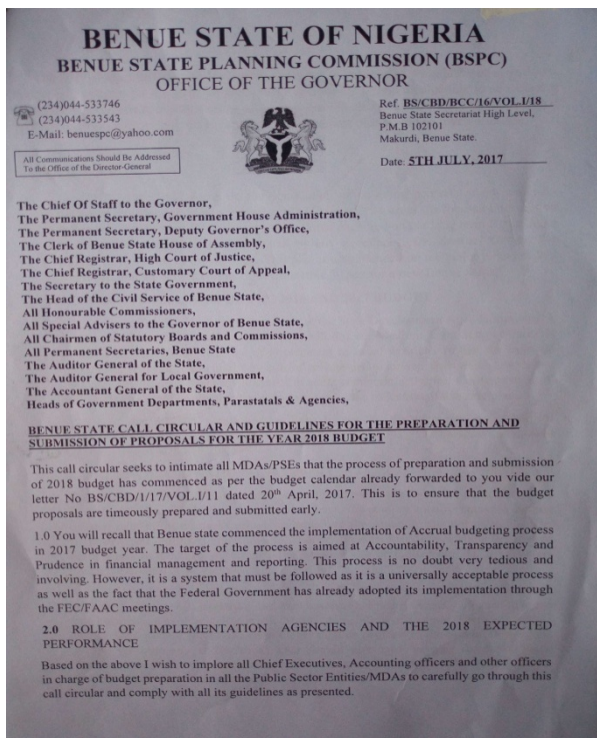 BENUE STATE OF NIGERIA
BENUE STATE PLANNING COMMISSION (BSPC)
OFFICE OF THE GOVERNOR
(234)044-533746
(234)044-533543
E-Mail: benuespc@yahoo.com
All Communications Should Be Addressed
To the Office of the Director-General
Ref. BS/CBD/BCC/16/VOL.I/18
Benue State Secretariat High Level,
P.M.B 102101
Makurdi, Benue State.
Date: 5TH JULY, 2017
The Chief Of Staff to the Governor,
The Permanent Secretary, Government House Administration,
The Permanent Secretary, Deputy Governor's Office,
The Clerk of Benue State House of Assembly,
The Chief Registrar, High Court of Justice,
The Chief Registrar, Customary Court of Appeal,
The Secretary to the State Government,
The Head of the Civil Service of Benue State,
All Honourable Commissioners,
All Special Advisers to the Governor of Benue State,
All Chairmen of Statutory Boards and Commissions,
All Permanent Secretaries, Benue State
The Auditor General of the State,
The Auditor General for Local Government,
The Accountant General of the State,
Heads of Government Departments, Parastatals & Agencies,
BENUE STATE CALL CIRCULAR AND GUIDELINES FOR THE PREPARATION AND
SUBMISSION OF PROPOSALS FOR THE YEAR 2018 BUDGET
This call circular seeks to intimate all MDAs/PSEs that the process of preparation and submission
of 2018 budget has commenced as per the budget calendar already forwarded to you vide our
letter No BS/CBD/1/17/VOL.I/11 dated 20th April, 2017. This is to ensure that the budget
proposals are timeously prepared and submitted early.
1.0 You will recall that Benue state commenced the implementation of Accrual budgeting process
in 2017 budget year. The target of the process is aimed at Accountability, Transparency and
Prudence in financial management and reporting. This process is no doubt very tedious and
involving. However, it is a system that must be followed as it is a universally acceptable process
as well as the fact that the Federal Government has already adopted its implementation through
the FEC/FAAC meetings.
2.0 ROLE OF IMPLEMENTATION AGENCIES AND THE 2018 EXPECTED
PERFORMANCE
Based on the above I wish to implore all Chief Executives, Accounting officers and other officers
in charge of budget preparation in all the Public Sector Entities/MDAs to carefully go through this
call circular and comply with all its guidelines as presented.